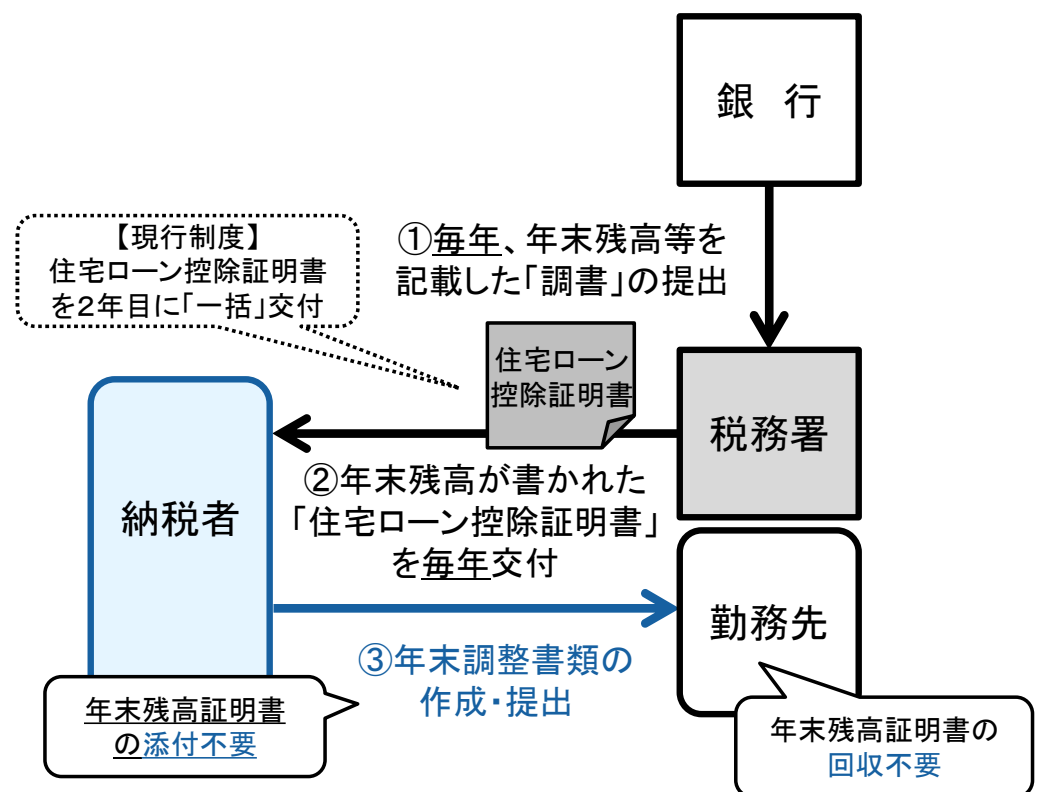 銀 行
①毎年、年末残高等を
記載した「調書」の提出
【現行制度】
住宅ローン控除証明書
を2年目に「一括」交付
住宅ローン
控除証明書
税務署
納税者
②年末残高が書かれた
「住宅ローン控除証明書」
を毎年交付
勤務先
③年末調整書類の
作成・提出
年末残高証明書
の添付不要
年末残高証明書の
回収不要